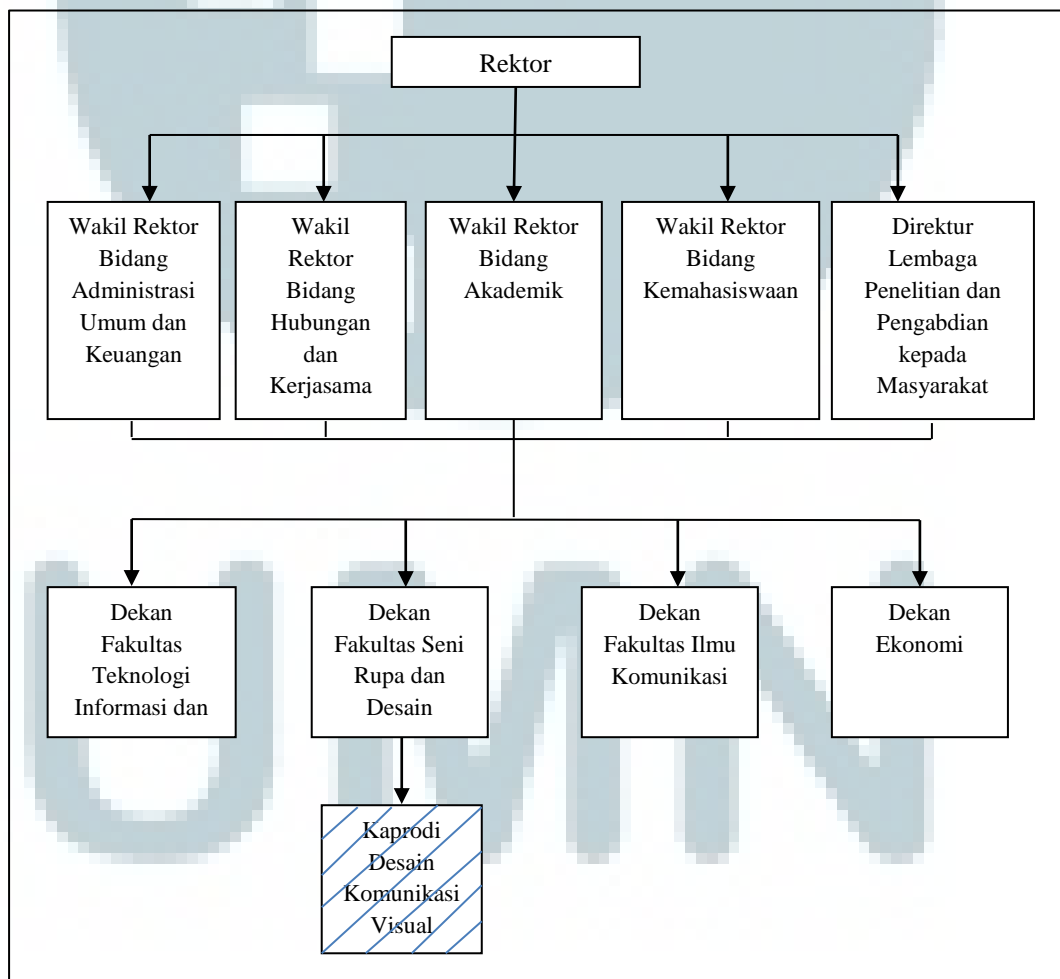 Rektor
Wakil Rektor
Bidang
Administrasi
Umum dan
Keuangan
Wakil
Rektor
Bidang
Hubungan
dan
Kerjasama
Wakil Rektor
Bidang
Akademik
Wakil Rektor
Bidang
Kemahasiswaan
Direktur
Lembaga
Penelitian dan
Pengabdian
kepada
Masyarakat
Dekan
Fakultas
Teknologi
Informasi dan
Dekan
Fakultas Seni
Rupa dan
Desain
Dekan
Fakultas Ilmu
Komunikasi
Dekan
Ekonomi
Kaprodi
Desain
Komunikasi
Visual
UMN